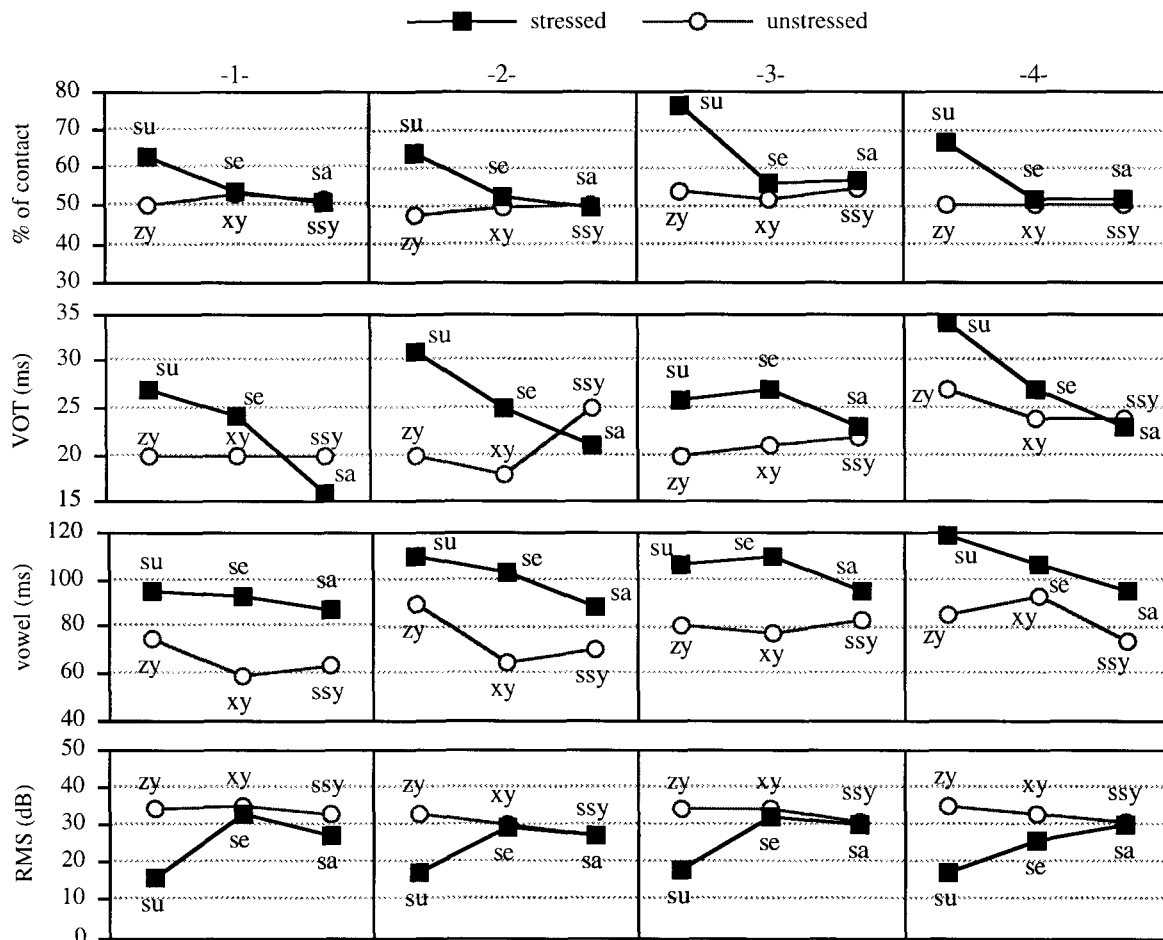 stressed unstressed
-1- -2- -3- -4-
% of contact
80
70
60
50
40
30
su se sa
zy xy ssy
su se sa
zy xy ssy
su se sa
zy xy ssy
su se sa
zy xy ssy
VOT (ms)
35
30
25
20
15
su se sa
zy xy ssy
su se sa
zy xy ssy
su se sa
zy xy ssy
su se sa
zy xy ssy
vowel (ms)
120
100
80
60
40
su se sa
zy xy ssy
su se sa
zy xy ssy
su se sa
zy xy ssy
su se sa
zy xy ssy
RMS (dB)
50
40
30
20
10
0
zy xy ssy
su se sa
zy xy ssy
su se sa
zy xy ssy
su se sa
zy xy ssy
su se sa